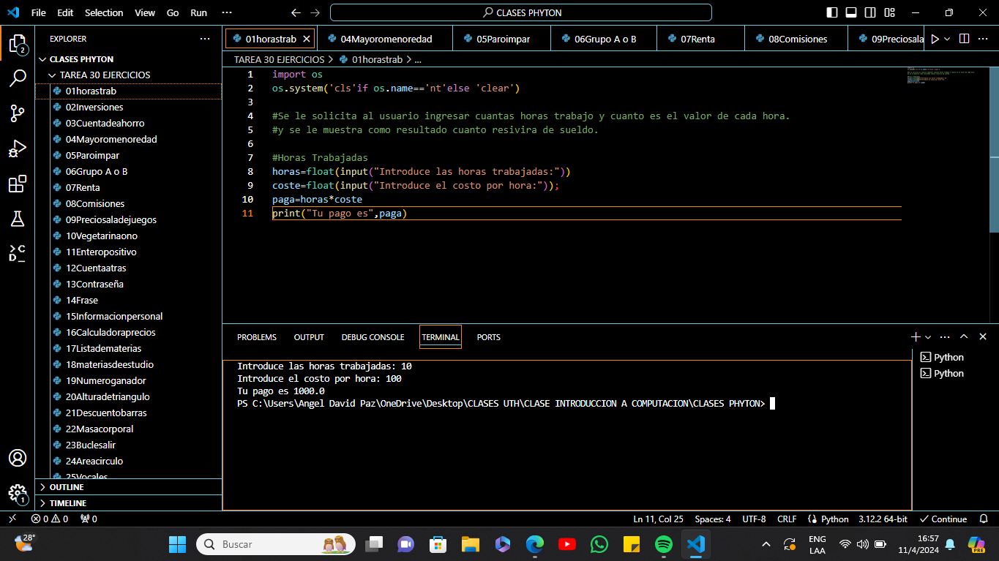 File Edit Selection View Go Run ··· CLASES PHYTON
EXPLORER ···
2
CLASES PHYTON
TAREA 30 EJERCICIOS
01horastrab
02Inversiones
03Cuentadeahorro
04Mayoromenoredad
05Paroimpar
06Grupo A o B
07Renta
08Comisiones
09Preciosaladejuegos
10Vegetarinaono
11Enteropositivo
12Cuentaatras
13Contraseña
14Frase
15Informacionpersonal
16Calculadoraprecios
17Listadematerias
18materiasdeestudio
19Numeroganador
20Alturadetriangulo
21Descuentobarras
22Masacorporal
23Buclesalir
24Areacirculo
25Vocales
OUTLINE
TIMELINE
1
01horastrab 04Mayoromenoredad 05Paroimpar 06Grupo A o B 07Renta 08Comisiones 09Preciosala ···
TAREA 30 EJERCICIOS > 01horastrab > ...
1 import os
2 os.system('cls'if os.name=='nt'else 'clear')
3
4 #Se le solicita al usuario ingresar cuantas horas trabajo y cuanto es el valor de cada hora.
5 #y se le muestra como resultado cuanto resivira de sueldo.
6
7 #Horas Trabajadas
8 horas=float(input("Introduce las horas trabajadas:"))
9 coste=float(input("Introduce el costo por hora:"));
10 paga=horas*coste
11 print("Tu pago es",paga)
PROBLEMS OUTPUT DEBUG CONSOLE TERMINAL PORTS ···
Introduce las horas trabajadas: 10
Introduce el costo por hora: 100
Tu pago es 1000.0
PS C:\Users\Angel David Paz\OneDrive\Desktop\CLASES UTH\CLASE INTRODUCCION A COMPUTACION\CLASES PHYTON>
Python
Python
0 0 0 Ln 11, Col 25 Spaces: 4 UTF-8 CRLF Python 3.12.2 64-bit Continue
28° Buscar ENG 16:57
LAA 11/4/2024 PRE